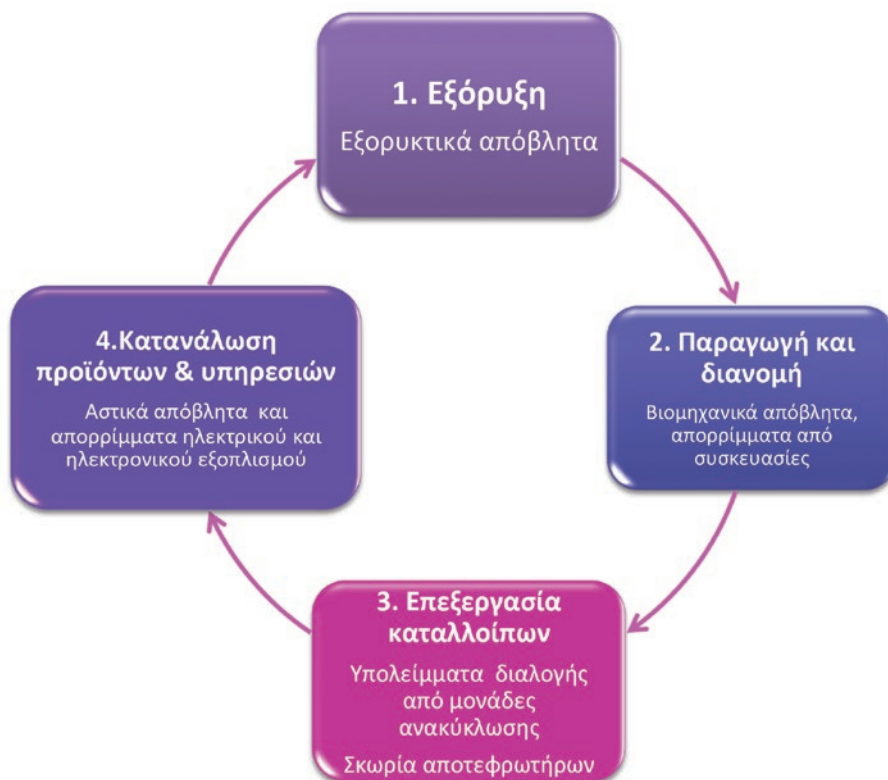 1. Εξόρυξη
Εξορυκτικά απόβλητα
2. Παραγωγή και
διανομή
Βιομηχανικά απόβλητα,
απορρίμματα από
συσκευασίες
3. Επεξεργασία
καταλλοίπων
Υπολείμματα διαλογής
από μονάδες
ανακύκλωσης
Σκωρία αποτεφρωτήρων
4.Κατανάλωση
προϊόντων & υπηρεσιών
Αστικά απόβλητα και
απορρίμματα ηλεκτρικού και
ηλεκτρονικού εξοπλισμού